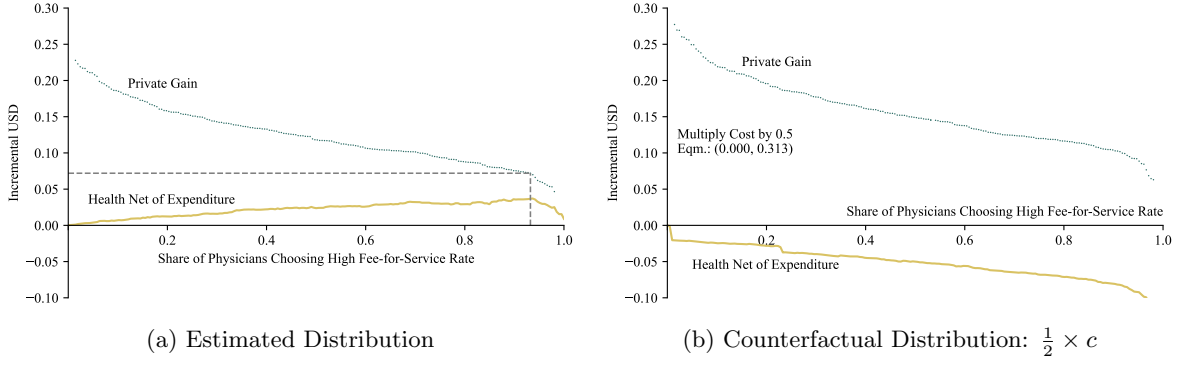 0.30
0.25
0.20
0.15
0.10
0.05
0.00
−0.05
−0.10
Incremental USD
Private Gain
Health Net of Expenditure
0.2 0.4 0.6 0.8 1.0
Share of Physicians Choosing High Fee-for-Service Rate
(a) Estimated Distribution
0.30
0.25
0.20
0.15
0.10
0.05
0.00
−0.05
−0.10
Incremental USD
Private Gain
Multiply Cost by 0.5
Eqm.: (0.000, 0.313)
Share of Physicians Choosing High Fee-for-Service Rate
0.2 0.4 0.6 0.8 1.0
Health Net of Expenditure
(b) Counterfactual Distribution: ½ × c